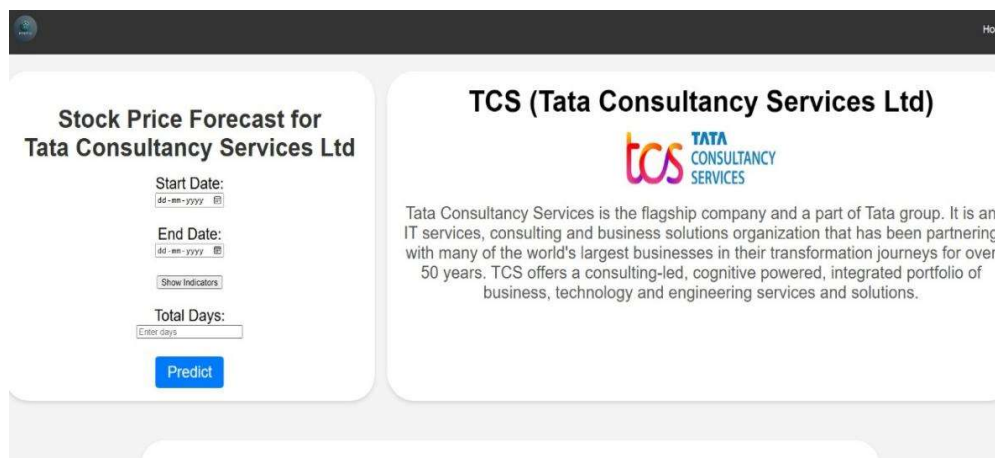 Ho
Stock Price Forecast for
Tata Consultancy Services Ltd
Start Date:
dd-mm-yyyy
End Date:
dd-mm-yyyy
Show Indicators
Total Days:
Enter days
Predict
TCS (Tata Consultancy Services Ltd)
tcs TATA
CONSULTANCY
SERVICES
Tata Consultancy Services is the flagship company and a part of Tata group. It is an
IT services, consulting and business solutions organization that has been partnering
with many of the world's largest businesses in their transformation journeys for over
50 years. TCS offers a consulting-led, cognitive powered, integrated portfolio of
business, technology and engineering services and solutions.